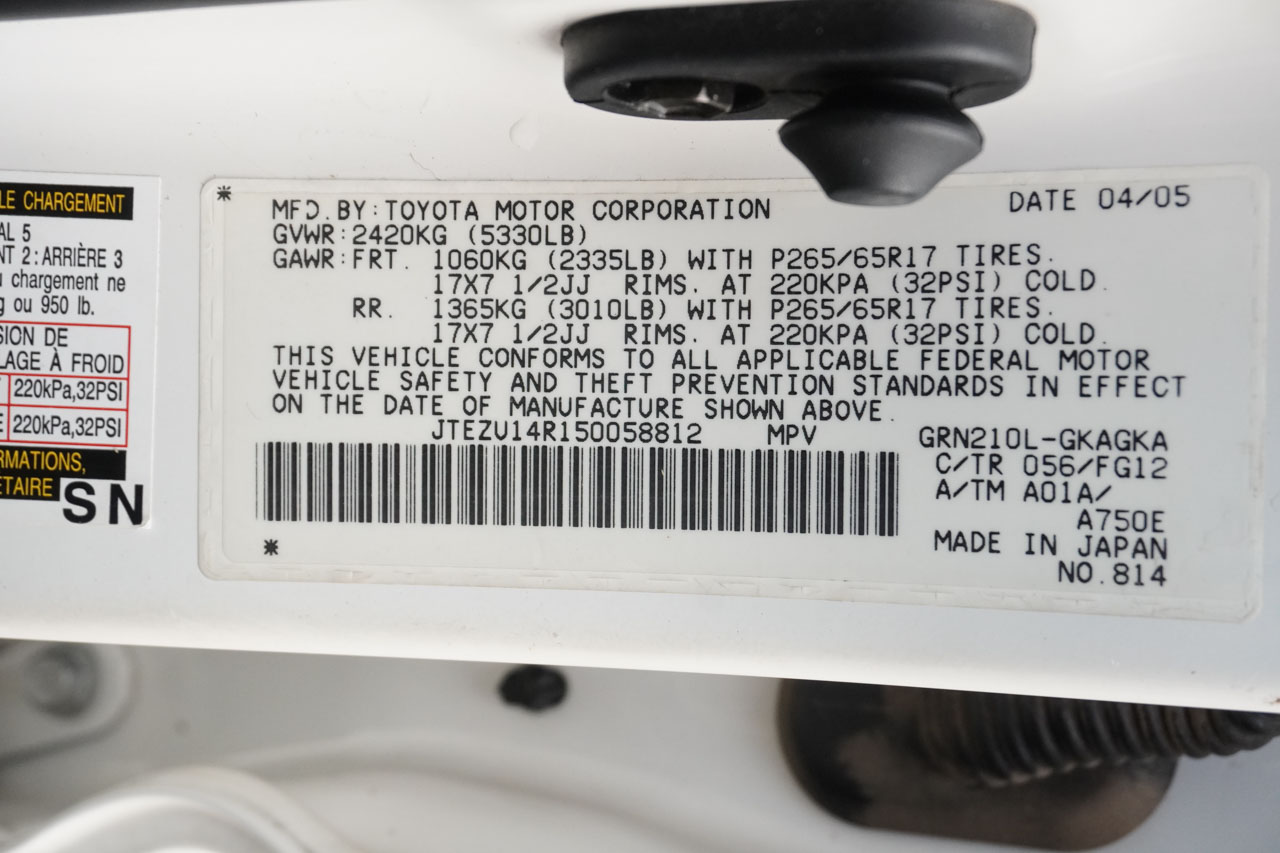 LE CHARGEMENT
AL 5
NT 2 : ARRIÈRE 3
chargement ne
ou 950 lb.
SION DE
LAGE À FROID
220kPa,32PSI
220kPa,32PSI
RMATIONS,
ÉTAIRE
SN
* DATE 04/05
MFD.BY:TOYOTA MOTOR CORPORATION
GVWR:2420KG (5330LB)
GAWR:FRT. 1060KG (2335LB) WITH P265/65R17 TIRES.
17X7 1/2JJ RIMS. AT 220KPA (32PSI) COLD.
RR. 1365KG (3010LB) WITH P265/65R17 TIRES.
17X7 1/2JJ RIMS. AT 220KPA (32PSI) COLD.
THIS VEHICLE CONFORMS TO ALL APPLICABLE FEDERAL MOTOR
VEHICLE SAFETY AND THEFT PREVENTION STANDARDS IN EFFECT
ON THE DATE OF MANUFACTURE SHOWN ABOVE.
JTEZU14R150058812 MPV
GRN210L-GKAGKA
C/TR 056/FG12
A/TM A01A/
A750E
MADE IN JAPAN
NO.814
*